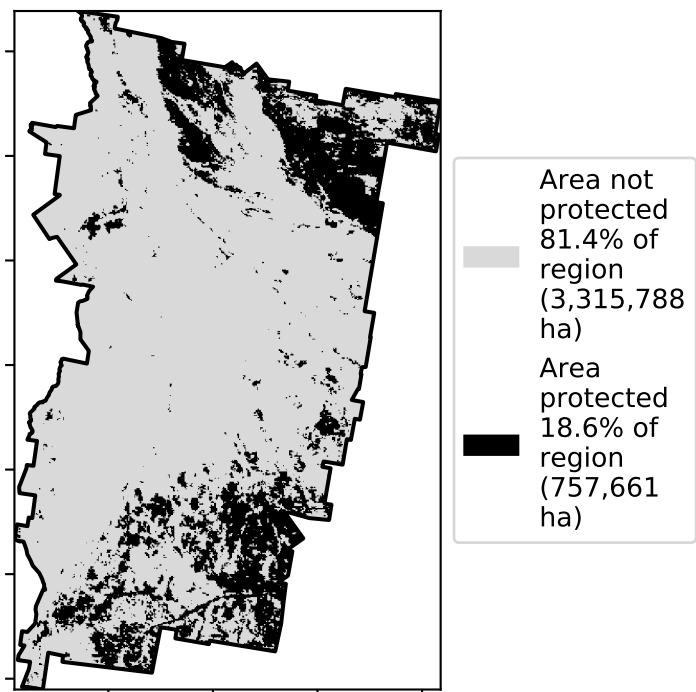 Area not
protected
81.4% of
region
(3,315,788
ha)
Area
protected
18.6% of
region
(757,661
ha)